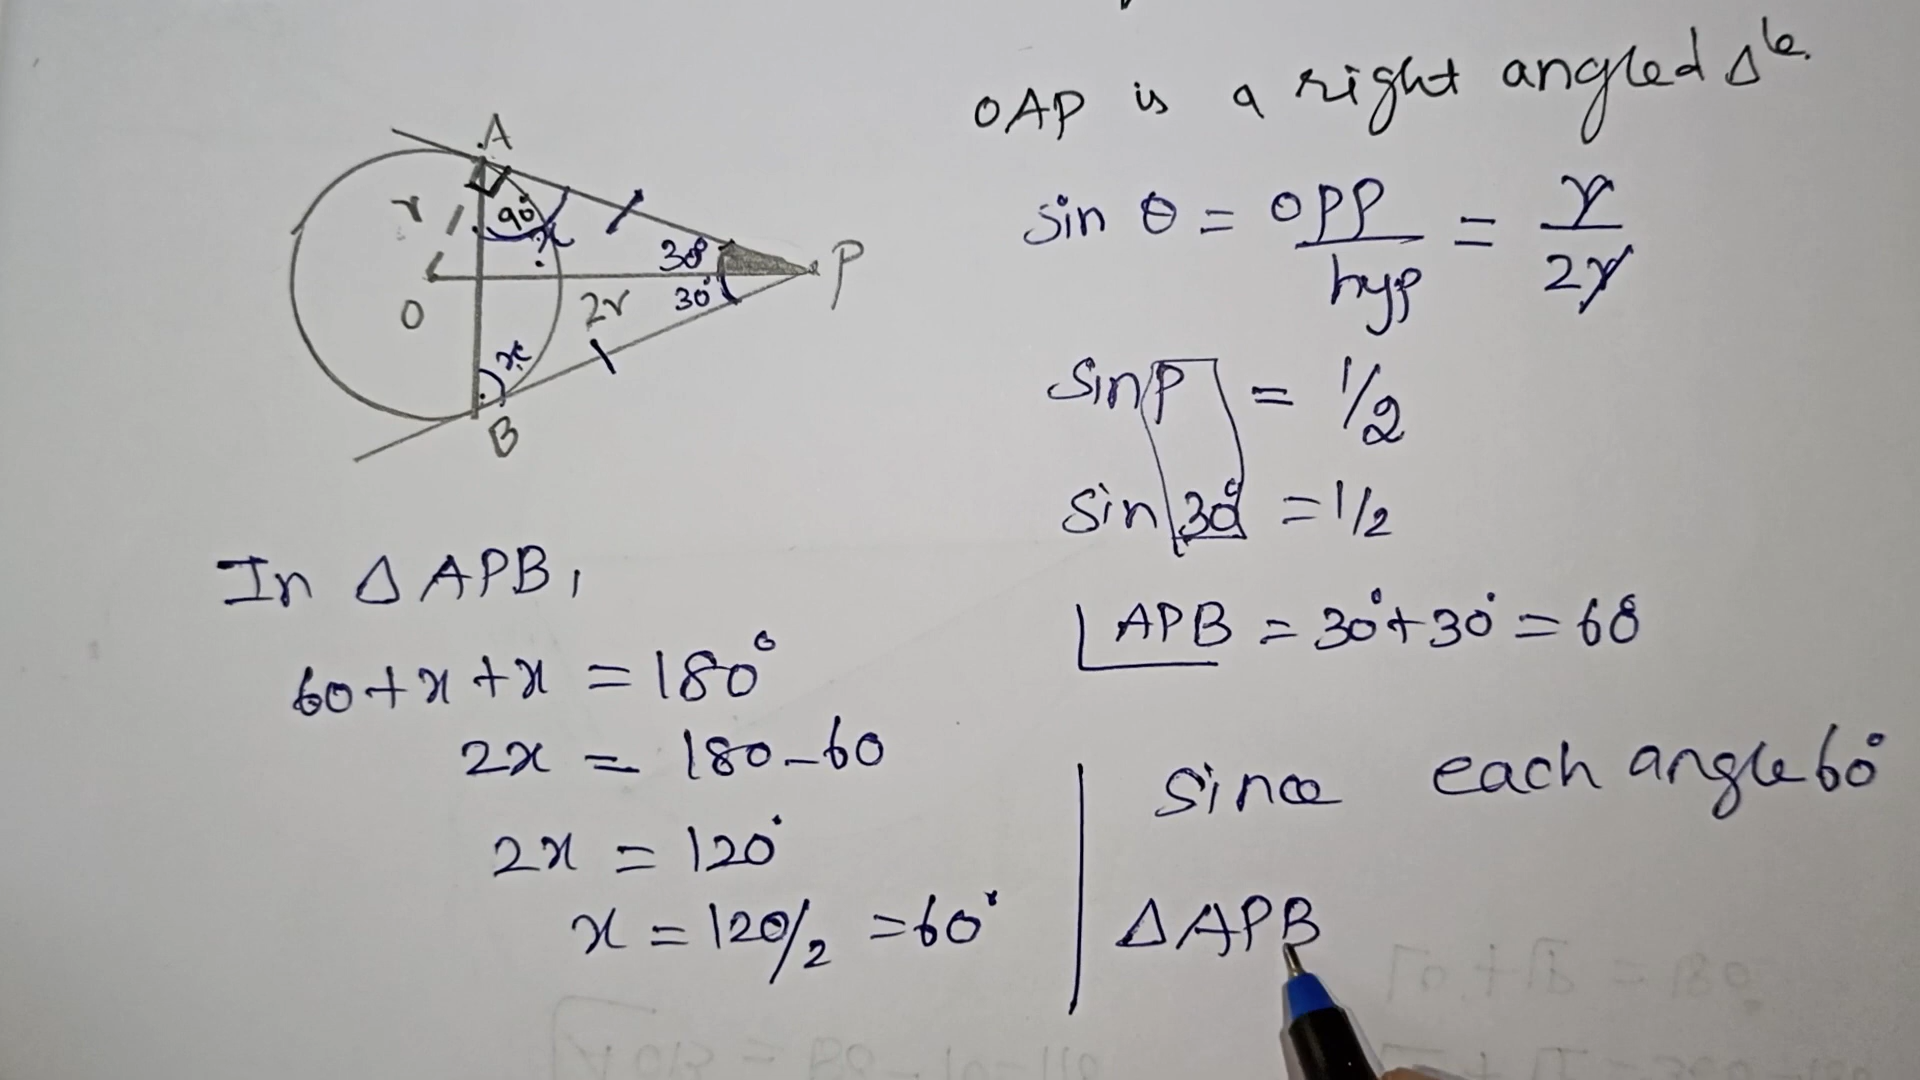 A
r
90°
x
?
30°
P
30°
2r
O
x
B
OAP is a right angled Δle.
sin θ = opp/hyp = r/2r
sin P = 1/2
sin 30° = 1/2
∠APB = 30°+30° = 60°
In Δ APB,
60+x+x = 180°
2x = 180-60
2x = 120°
x = 120/2 = 60°
Since each angle 60°
Δ APB